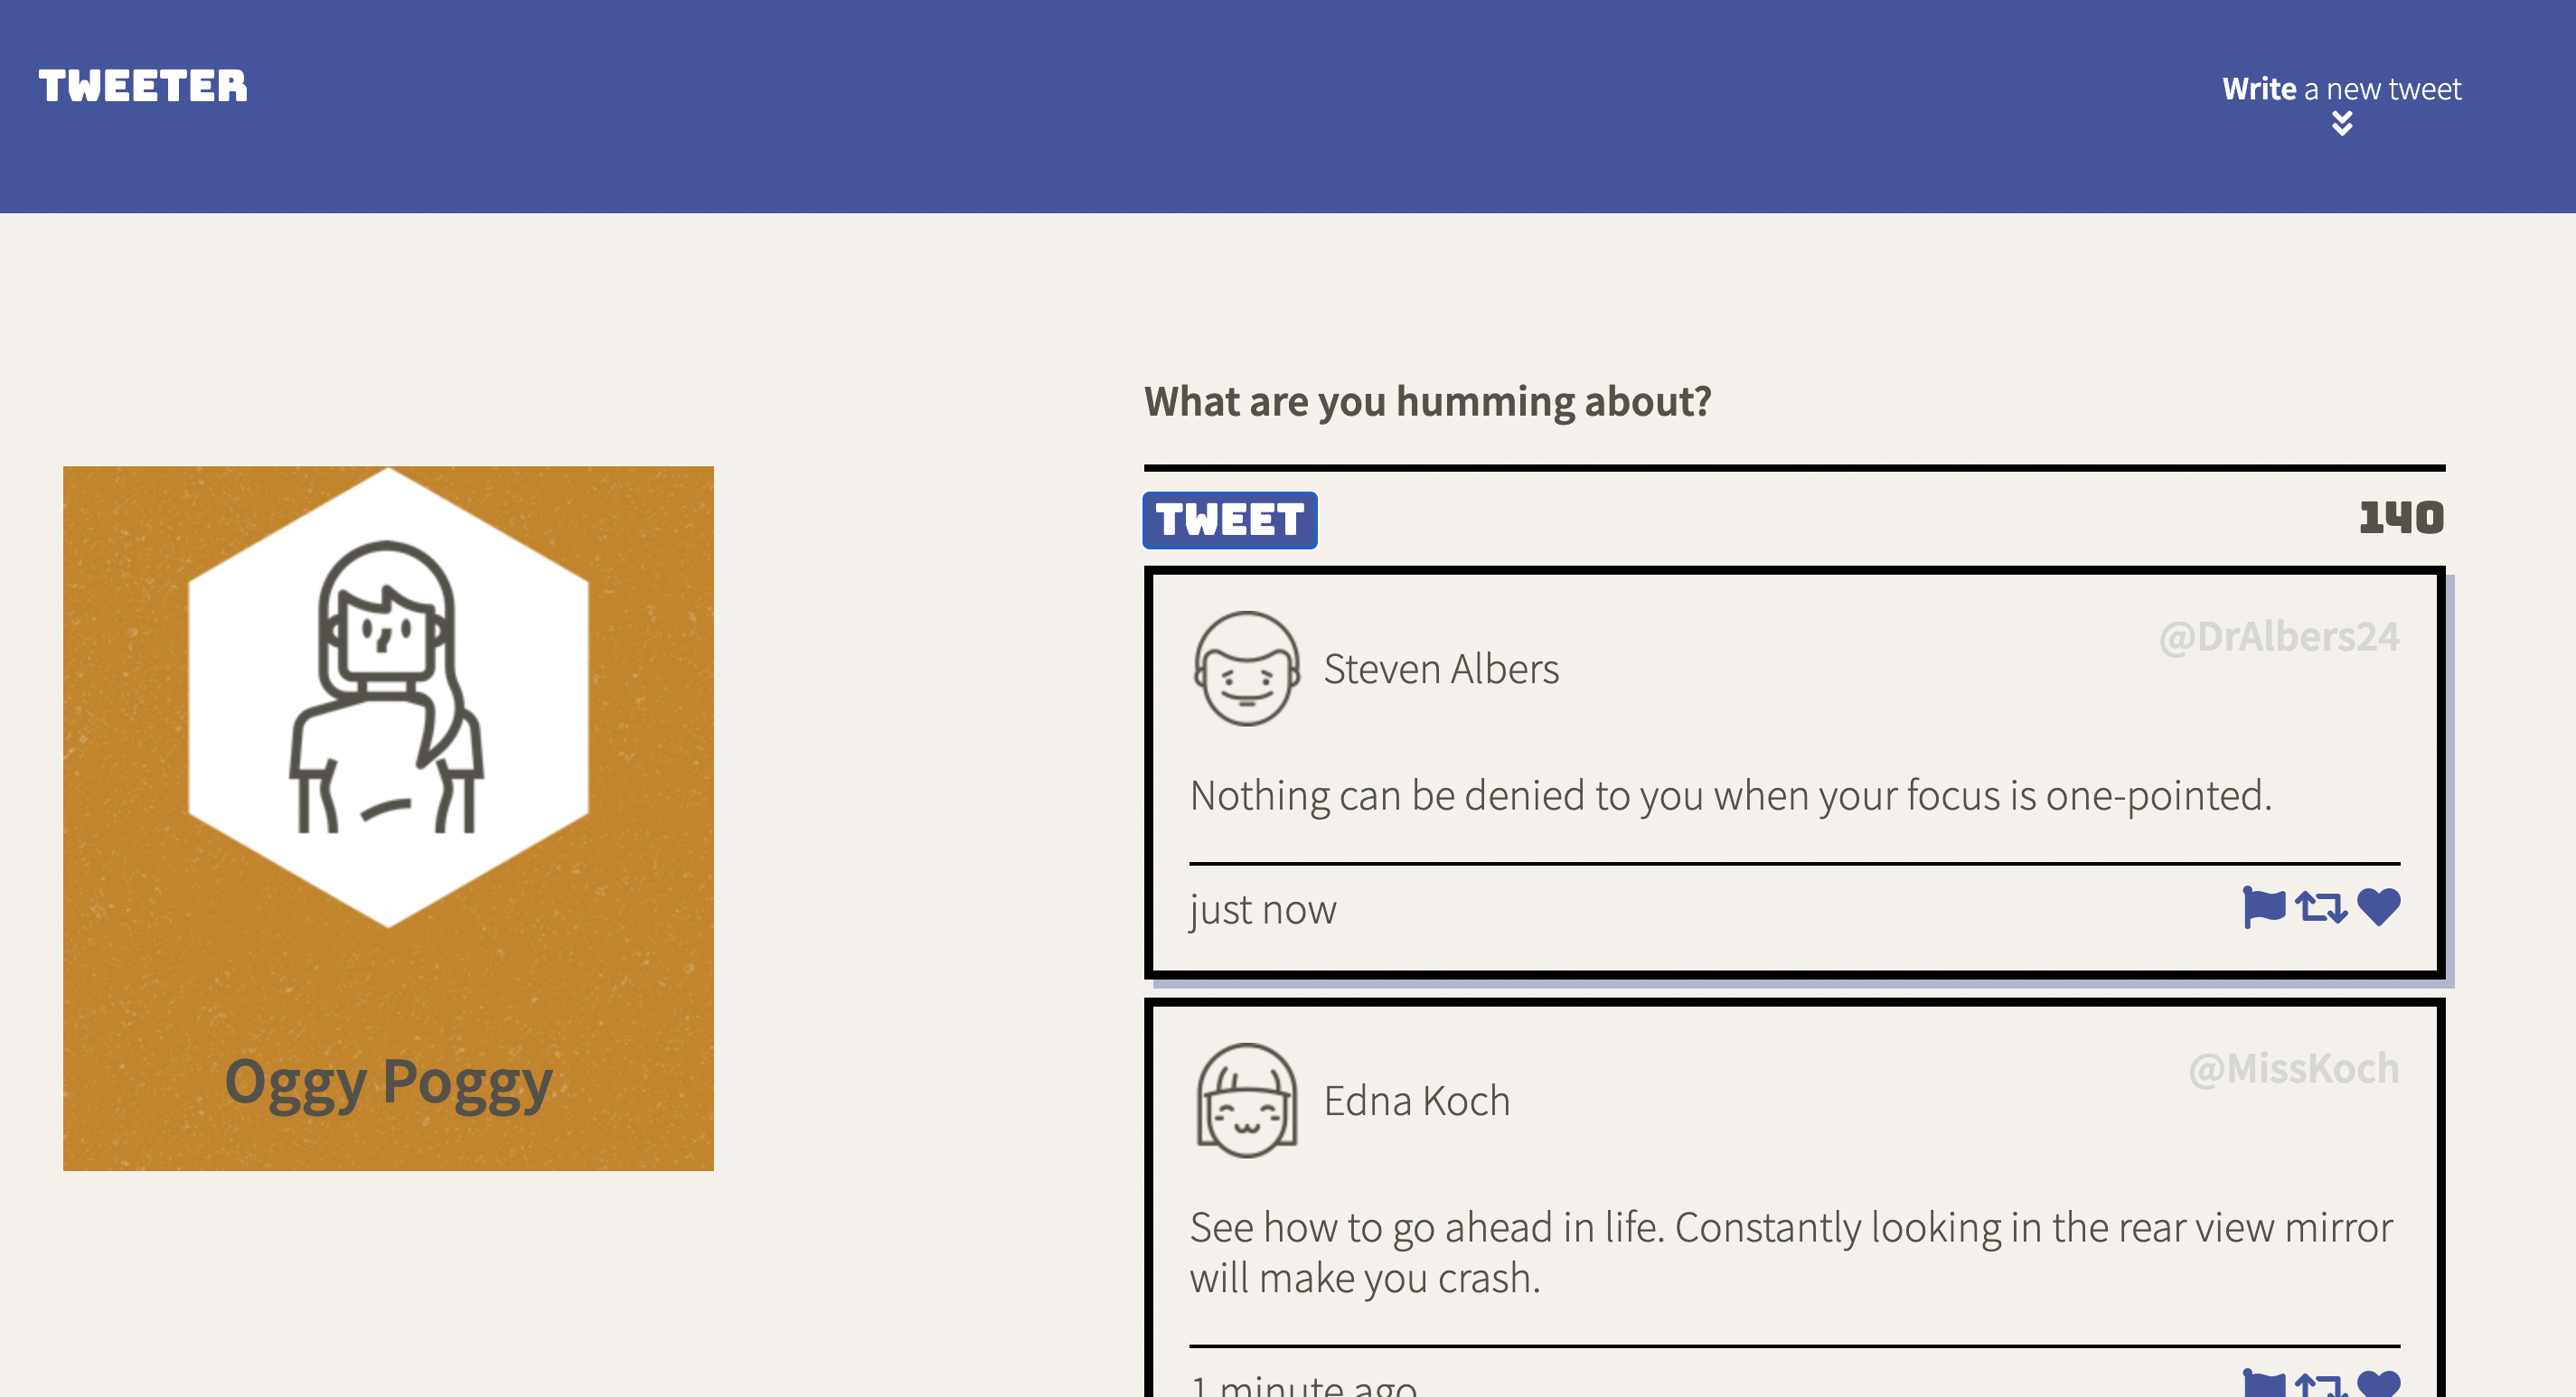 TWEETER
Write a new tweet
What are you humming about?
TWEET
140
Steven Albers
@DrAlbers24
Nothing can be denied to you when your focus is one-pointed.
just now
Oggy Poggy
Edna Koch
@MissKoch
See how to go ahead in life. Constantly looking in the rear view mirror
will make you crash.
1 minute ago